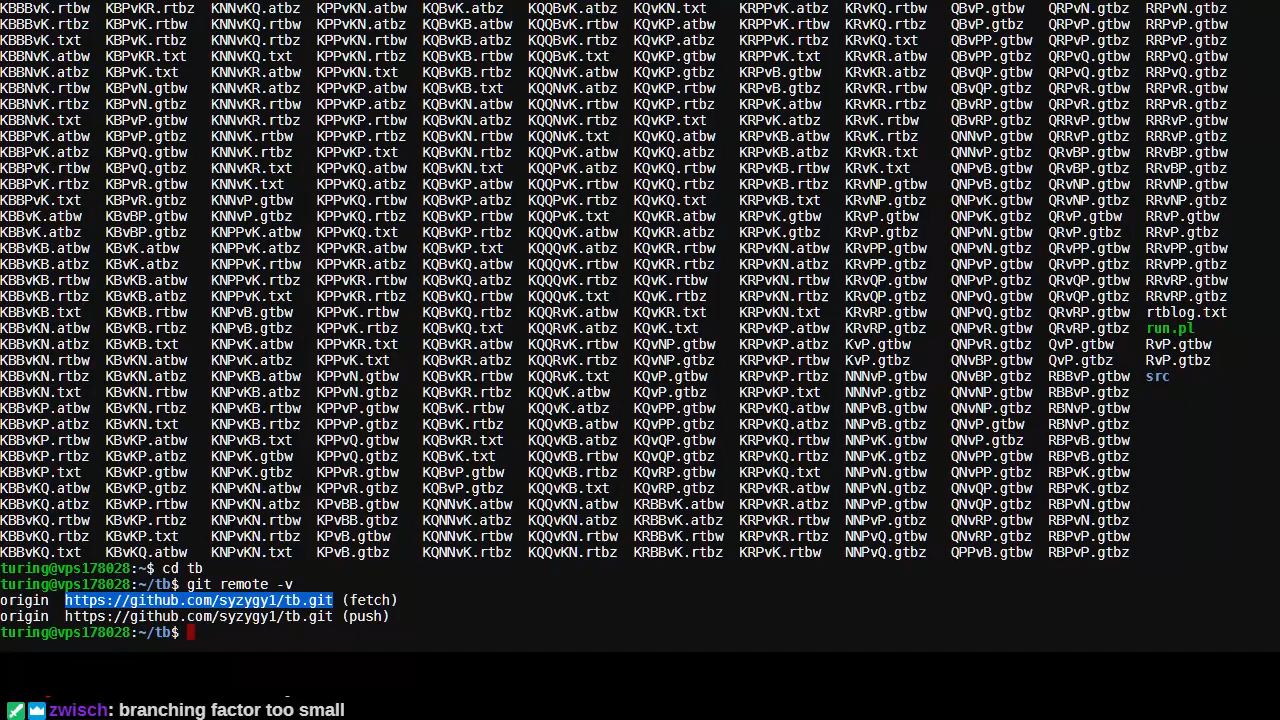 KBBBvK.rtbw KBPvKR.rtbz KNNvKQ.atbz KPPvKN.atbw KQBvK.atbz KQQBvK.atbz KQvKN.txt KRPPvK.atbw KRvKQ.rtbw QBvP.gtbw QRPvN.gtbz RRPvN.gtbz
KBBBvK.rtbz KBPvK.rtbw KNNvKQ.rtbw KPPvKN.atbz KQBvKB.atbw KQQBvK.rtbw KQvKP.atbw KRPPvK.atbz KRvKQ.rtbz QBvP.gtbz QRPvQ.gtbw RRPvQ.gtbw
KBBBvK.txt KBPvK.rtbz KNNvKQ.rtbz KPPvKN.rtbw KQBvKB.atbz KQQBvK.rtbz KQvKP.atbz KRPPvK.rtbw KRvKQ.txt QBvPP.gtbw QRPvQ.gtbz RRPvQ.gtbz
KBBNvK.atbw KBPvKR.txt KNNvKQ.txt KPPvKN.rtbz KQBvKB.rtbw KQQBvK.txt KQvKP.gtbw KRPPvK.txt KRvKR.atbw QBvPP.gtbz QRPvQ.gtbz RRPvQ.gtbz
KBBNvK.atbz KBPvK.txt KNNvKR.atbw KPPvKN.txt KQBvKB.rtbz KQQNvK.atbw KQvKP.gtbz KRPvB.gtbw KRvKR.atbz QBvQP.gtbw QRPvR.gtbw RRPvR.gtbw
KBBNvK.rtbw KBPvN.gtbw KNNvKR.atbz KPPvKP.atbw KQBvKB.txt KQQNvK.atbz KQvKP.rtbw KRPvB.gtbz KRvKR.rtbw QBvQP.gtbz QRPvR.gtbz RRPvR.gtbz
KBBNvK.rtbz KBPvP.gtbw KNNvKR.rtbw KPPvKP.atbz KQBvKN.atbw KQQNvK.rtbw KQvKP.rtbz KRPvK.atbw KRvKR.rtbz QBvRP.gtbw QRRvP.gtbw RRRvP.gtbw
KBBNvK.txt KBPvP.gtbz KNNvKR.rtbz KPPvKP.rtbw KQBvKN.atbz KQQNvK.rtbz KQvKP.txt KRPvK.atbz KRvK.rtbw QBvRP.gtbz QRRvP.gtbz RRRvP.gtbz
KBBPvK.atbw KBPvQ.gtbw KNNvK.rtbw KPPvKP.rtbz KQBvKN.rtbw KQQNvK.txt KQvKQ.atbw KRPvKB.atbw KRvK.rtbz QNNvP.gtbw QRvBP.gtbw RRvBP.gtbw
KBBPvK.atbz KBPvQ.gtbz KNNvK.rtbz KPPvKP.txt KQBvKN.rtbz KQQPvK.atbw KQvKQ.atbz KRPvKB.atbz KRvKR.txt QNNvP.gtbz QRvBP.gtbz RRvBP.gtbz
KBBPvK.rtbw KBPvR.gtbw KNNvKR.txt KPPvKQ.atbw KQBvKN.txt KQQPvK.atbz KQvKQ.rtbw KRPvKB.rtbw KRvK.txt QNPvB.gtbw QRvNP.gtbw RRvNP.gtbw
KBBPvK.rtbz KBPvR.gtbz KNNvK.txt KPPvKQ.atbz KQBvKP.atbw KQQPvK.rtbw KQvKQ.rtbz KRPvKB.rtbz KRvNP.gtbw QNPvB.gtbz QRvNP.gtbz RRvNP.gtbz
KBBPvK.txt KBvBP.gtbw KNNvP.gtbw KPPvKQ.rtbw KQBvKP.atbz KQQPvK.rtbz KQvKQ.txt KRPvKB.txt KRvNP.gtbz QNPvK.gtbw QRvP.gtbw RRvP.gtbw
KBBvK.atbw KBvBP.gtbz KNNvP.gtbz KPPvKQ.rtbz KQBvKP.rtbw KQQPvK.txt KQvKR.atbw KRPvK.gtbw KRvP.gtbw QNPvK.gtbz QRvP.gtbw RRvP.gtbw
KBBvK.atbz KBvK.atbw KNPPvK.atbw KPPvKQ.txt KQBvKP.rtbz KQQQvK.atbw KQvKR.atbz KRPvK.gtbz KRvP.gtbz QNPvN.gtbw QRvP.gtbz RRvP.gtbz
KBBvKB.atbw KBvK.atbw KNPPvK.atbz KPPvKR.atbw KQBvKP.txt KQQQvK.atbz KQvKR.rtbw KRPvKN.atbw KRvPP.gtbw QNPvN.gtbz QRvPP.gtbw RRvPP.gtbw
KBBvKB.atbz KBvK.atbz KNPPvK.rtbw KPPvKR.atbz KQBvKQ.atbw KQQQvK.rtbw KQvKR.rtbz KRPvKN.atbz KRvPP.gtbz QNPvP.gtbw QRvPP.gtbz RRvPP.gtbz
KBBvKB.rtbw KBvKB.atbw KNPPvK.rtbz KPPvKR.rtbw KQBvKQ.atbz KQQQvK.rtbz KQvK.rtbw KRPvKN.rtbw KRvQP.gtbw QNPvP.gtbz QRvQP.gtbw RRvRP.gtbw
KBBvKB.rtbz KBvKB.atbz KNPPvK.txt KPPvKR.rtbz KQBvKQ.rtbw KQQQvK.txt KQvK.rtbz KRPvKN.rtbz KRvQP.gtbz QNPvQ.gtbw QRvQP.gtbz RRvRP.gtbz
KBBvKB.txt KBvKB.rtbw KNPvB.gtbw KPPvK.rtbw KQBvKQ.rtbz KQQRvK.atbw KQvKR.txt KRPvKN.txt KRvRP.gtbw QNPvQ.gtbz QRvRP.gtbw rtblog.txt
KBBvKN.atbw KBvKB.rtbz KNPvB.gtbz KPPvK.rtbz KQBvKQ.txt KQQRvK.atbz KQvK.txt KRPvKP.atbw KRvRP.gtbz QNPvR.gtbw QRvRP.gtbz run.pl
KBBvKN.atbz KBvKB.txt KNPvK.atbw KPPvKR.txt KQBvKR.atbw KQQRvK.rtbw KQvNP.gtbw KRPvKP.atbz KvP.gtbw QNPvR.gtbz QvP.gtbw RvP.gtbw
KBBvKN.rtbw KBvKN.atbw KNPvK.atbz KPPvK.txt KQBvKR.atbz KQQRvK.rtbz KQvNP.gtbz KRPvKP.rtbw KvP.gtbz QNvBP.gtbw QvP.gtbz RvP.gtbz
KBBvKN.rtbz KBvKN.atbz KNPvKB.atbw KPPvN.gtbw KQBvKR.rtbw KQQRvK.txt KQvP.gtbw KRPvKP.rtbz NNNvP.gtbw QNvBP.gtbz RBBvP.gtbw src
KBBvKN.txt KBvKN.rtbw KNPvKB.atbz KPPvN.gtbz KQBvKR.rtbz KQQvK.atbw KQvP.gtbz KRPvKP.txt NNNvP.gtbz QNvNP.gtbw RBBvP.gtbz
KBBvKP.atbw KBvKN.rtbz KNPvKB.rtbw KPPvP.gtbw KQBvK.rtbw KQQvK.atbz KQvPP.gtbw KRPvKQ.atbw NNPvB.gtbw QNvNP.gtbz RBNvP.gtbw
KBBvKP.atbz KBvKN.txt KNPvKB.rtbz KPPvP.gtbz KQBvK.rtbz KQQvKB.atbw KQvPP.gtbz KRPvKQ.atbz NNPvB.gtbz QNvP.gtbw RBNvP.gtbz
KBBvKP.rtbw KBvKP.atbw KNPvKB.txt KPPvQ.gtbw KQBvKR.txt KQQvKB.atbz KQvQP.gtbw KRPvKQ.rtbw NNPvK.gtbw QNvP.gtbz RBPvB.gtbw
KBBvKP.rtbz KBvKP.atbz KNPvK.gtbw KPPvQ.gtbz KQBvK.txt KQQvKB.rtbw KQvQP.gtbz KRPvKQ.rtbz NNPvK.gtbz QNvPP.gtbw RBPvB.gtbz
KBBvKP.txt KBvKP.gtbw KNPvK.gtbz KPPvR.gtbw KQBvP.gtbw KQQvKB.rtbz KQvRP.gtbw KRPvKQ.txt NNPvN.gtbw QNvPP.gtbz RBPvK.gtbw
KBBvKQ.atbw KBvKP.gtbz KNPvKN.atbw KPPvR.gtbz KQBvP.gtbz KQQvKB.txt KQvRP.gtbz KRPvKR.atbw NNPvN.gtbz QNvQP.gtbw RBPvK.gtbz
KBBvKQ.atbz KBvKP.rtbw KNPvKN.atbz KPvBB.gtbw KQNNvK.atbw KQQvKN.atbw KRBBvK.atbw KRPvKR.atbz NNPvP.gtbw QNvQP.gtbz RBPvN.gtbw
KBBvKQ.rtbw KBvKP.rtbz KNPvKN.rtbw KPvBB.gtbz KQNNvK.atbz KQQvKN.atbz KRBBvK.atbz KRPvKR.rtbw NNPvP.gtbz QNvRP.gtbw RBPvN.gtbz
KBBvKQ.rtbz KBvKP.txt KNPvKN.rtbz KPvB.gtbw KQNNvK.rtbw KQQvKN.rtbw KRBBvK.rtbw KRPvKR.rtbz NNPvQ.gtbw QNvRP.gtbz RBPvP.gtbw
KBBvKQ.txt KBvKQ.atbw KNPvKN.txt KPvB.gtbz KQNNvK.rtbz KQQvKN.rtbz KRBBvK.rtbz KRPvK.rtbw NNPvQ.gtbz QPPvB.gtbw RBPvP.gtbz
turing@vps178028:~$ cd tb
turing@vps178028:~/tb$ git remote -v
origin  https://github.com/syzygy1/tb.git (fetch)
origin  https://github.com/syzygy1/tb.git (push)
turing@vps178028:~/tb$
zwisch: branching factor too small